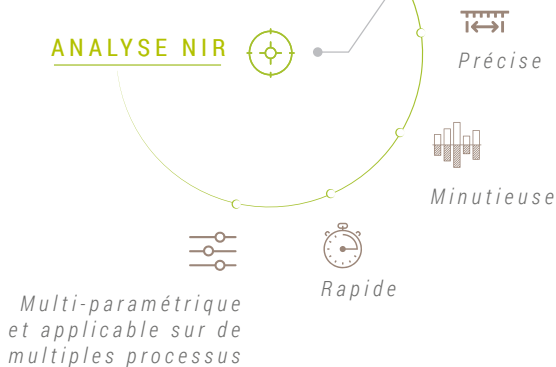 ANALYSE NIR
Précise
Minutieuse
Rapide
Multi-paramétrique
et applicable sur de
multiples processus